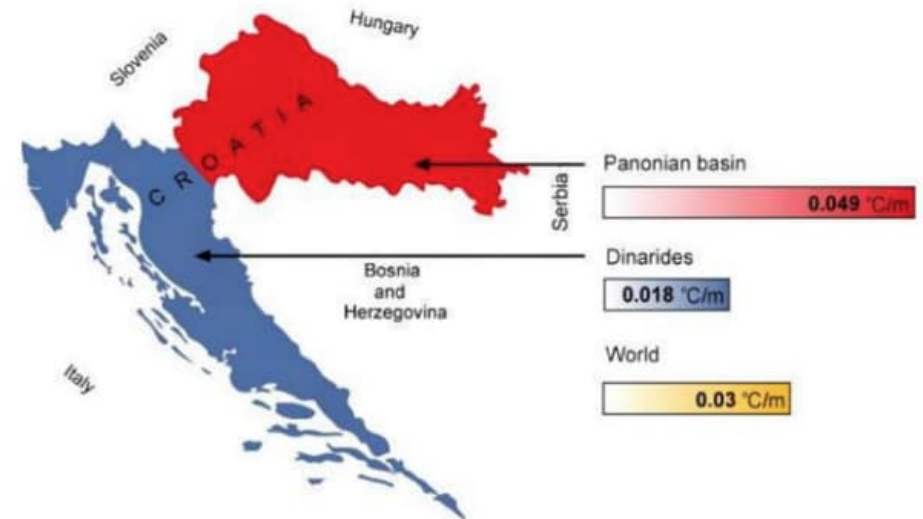 Hungary
Slovenia
CROATIA
Panonian basin
0.049 °C/m
Serbia
Dinarides
0.018 °C/m
Bosnia
and
Herzegovina
World
0.03 °C/m
Italy